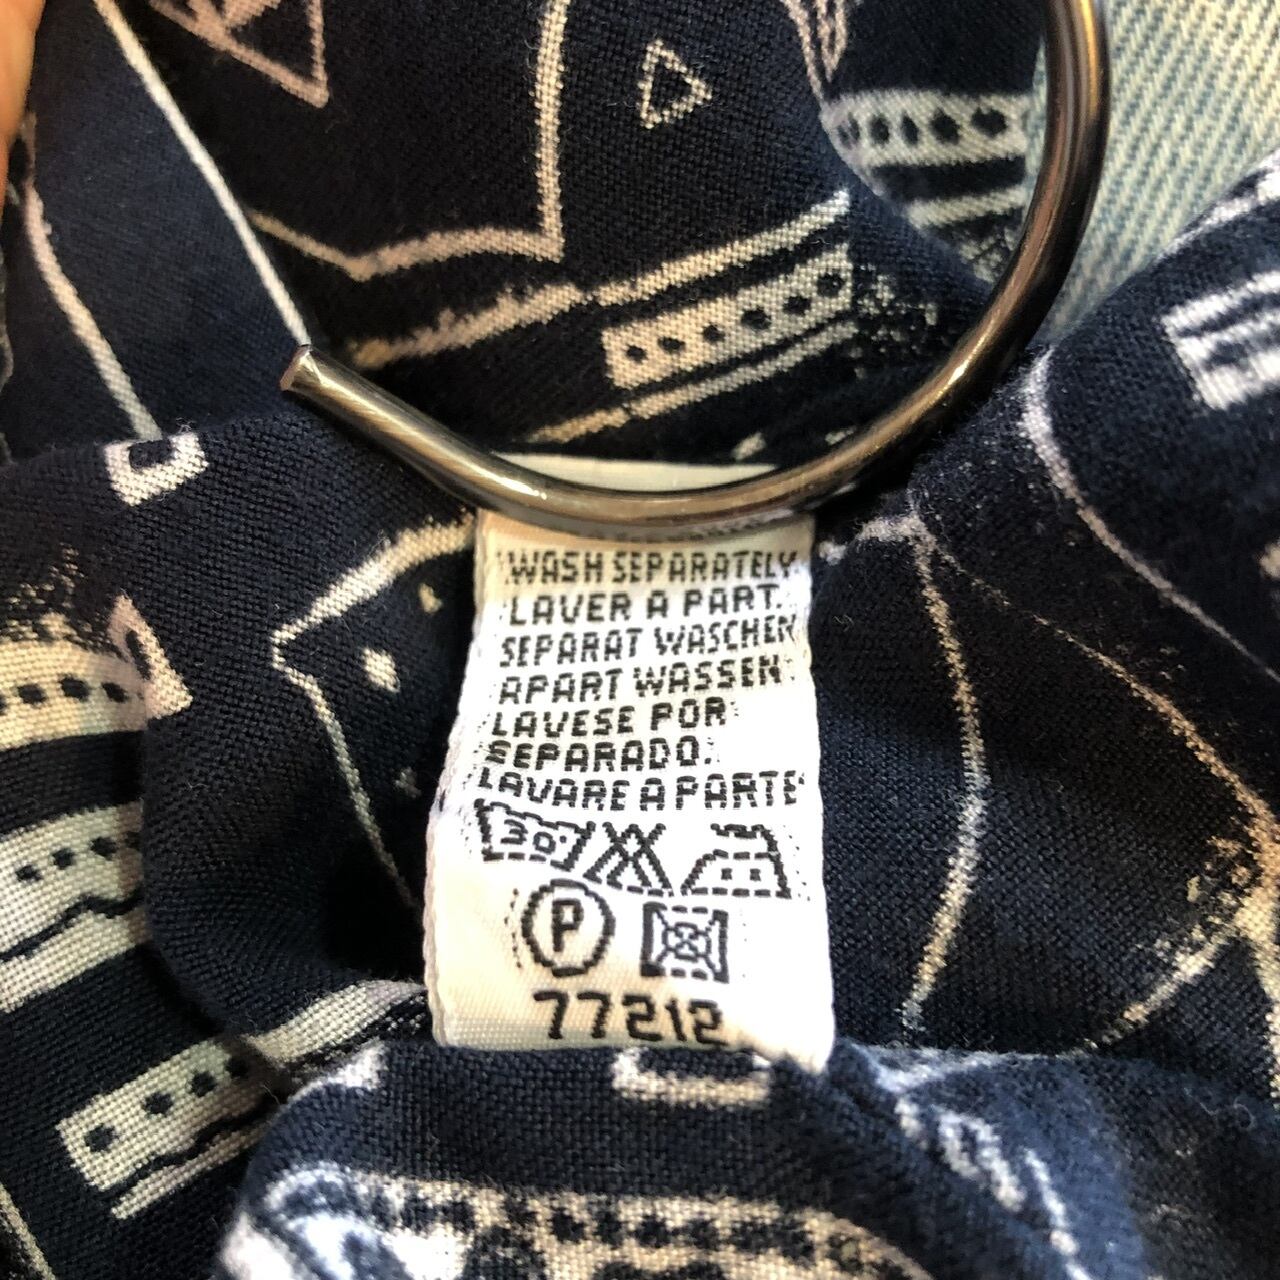 WASH SEPARATELY
LAVER A PART.
SEPARAT WASCHEN
APART WASSEN
LAVESE POR
SEPARADO.
LAVARE A PARTE
30
P
77212